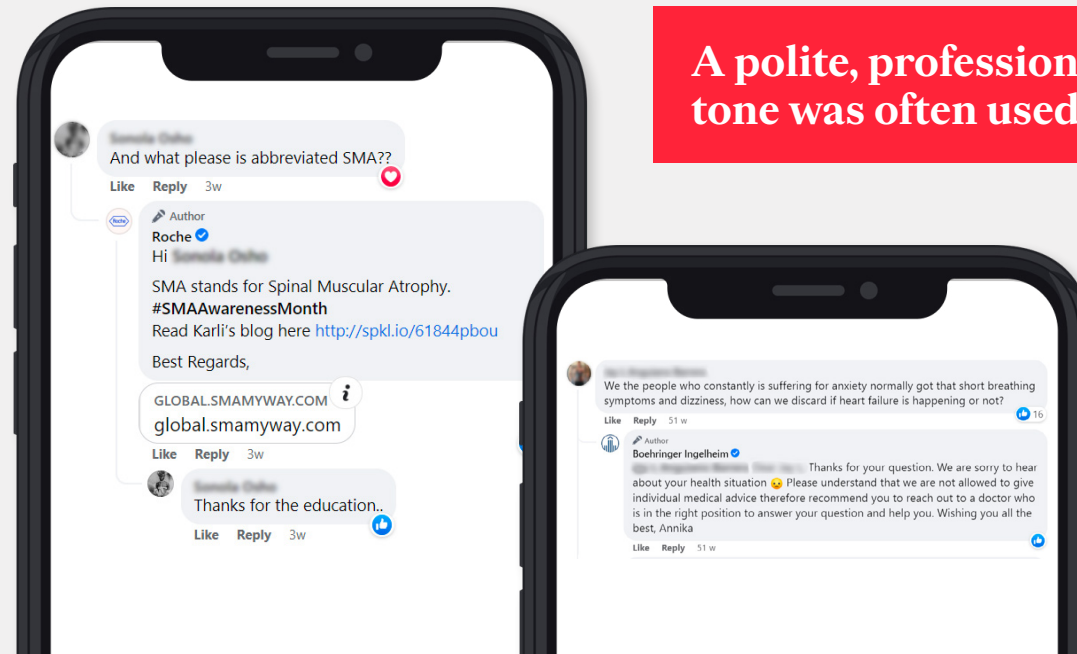 A polite, profession
tone was often used
And what please is abbreviated SMA??
Like Reply 3w
Author
Roche
Hi
SMA stands for Spinal Muscular Atrophy.
#SMAAwarenessMonth
Read Karli's blog here http://spkl.io/61844pbou
Best Regards,
GLOBAL.SMAMYWAY.COM
global.smamyway.com
Like Reply 3w
Thanks for the education..
Like Reply 3w
We the people who constantly is suffering for anxiety normally got that short breathing
symptoms and dizziness, how can we discard if heart failure is happening or not?
16
Like Reply 51 w
Author
Boehringer Ingelheim
Thanks for your question. We are sorry to hear
about your health situation 😟 Please understand that we are not allowed to give
individual medical advice therefore recommend you to reach out to a doctor who
is in the right position to answer your question and help you. Wishing you all the
best, Annika
Like Reply 51 w